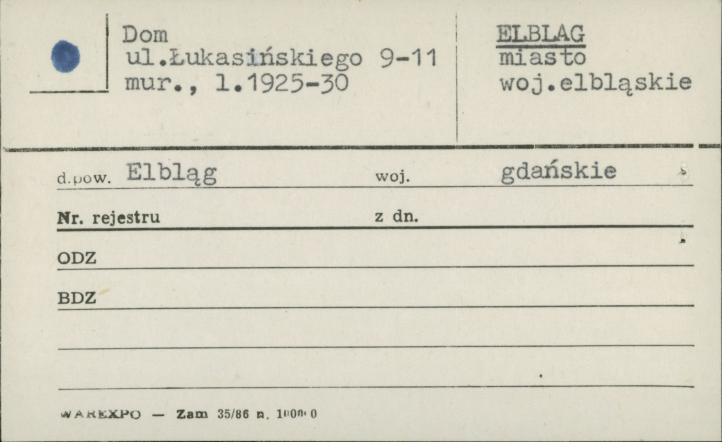 Dom
ul.Łukasińskiego 9-11
mur., l.1925-30
ELBLAG
miasto
woj.elbląskie
d.pow. Elbląg woj. gdańskie
Nr. rejestru z dn.
ODZ
BDZ
WAREXPO — Zam 35/86 n.